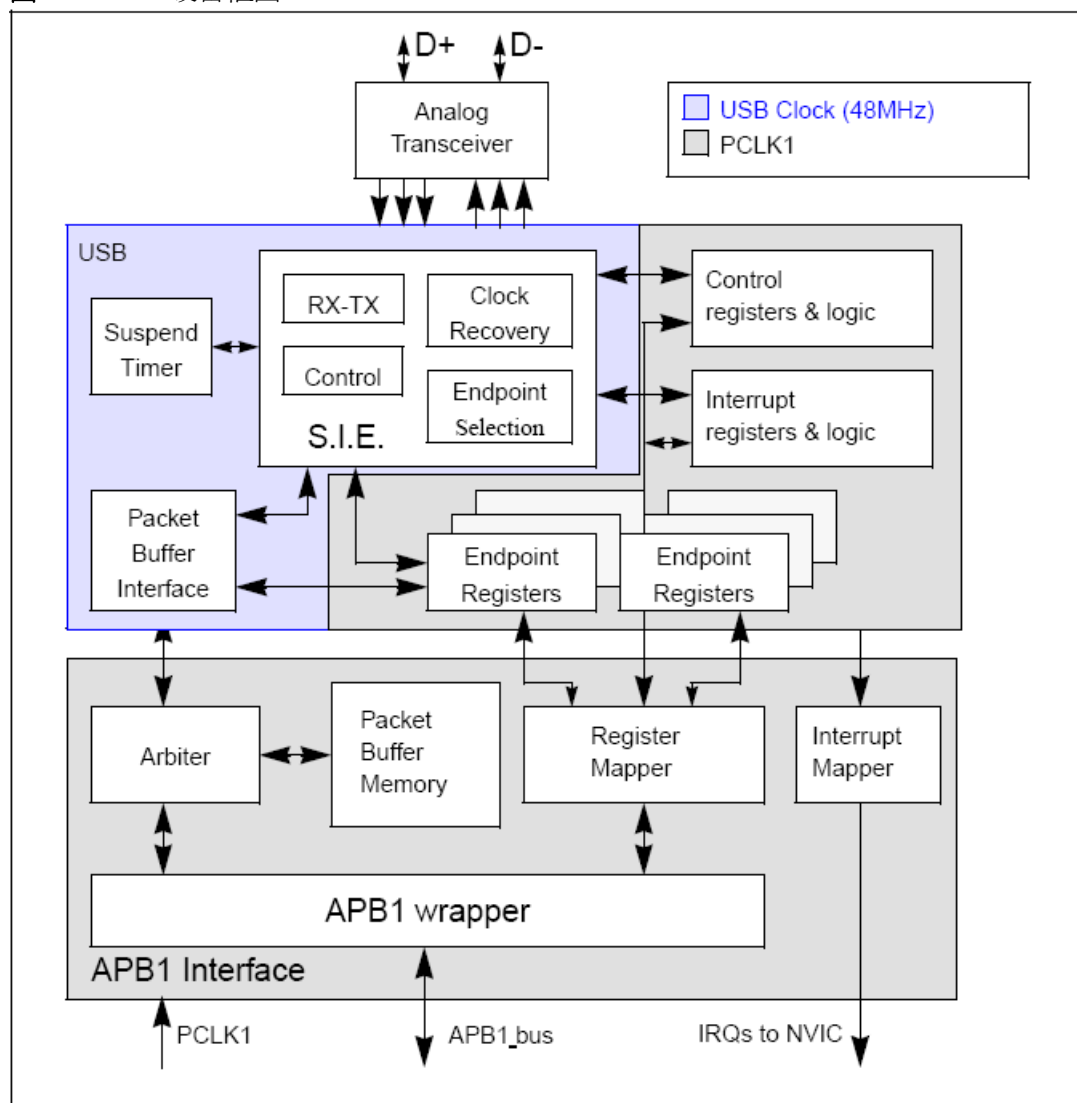 图
D+ D-
Analog
Transceiver
USB Clock (48MHz)
PCLK1
USB
RX-TX
Clock
Recovery
Control
registers & logic
Suspend
Timer
Control
Endpoint
Selection
S.I.E.
Interrupt
registers & logic
Packet
Buffer
Interface
Endpoint
Registers
Endpoint
Registers
Arbiter
Packet
Buffer
Memory
Register
Mapper
Interrupt
Mapper
APB1 wrapper
APB1 Interface
PCLK1
APB1_bus
IRQs to NVIC